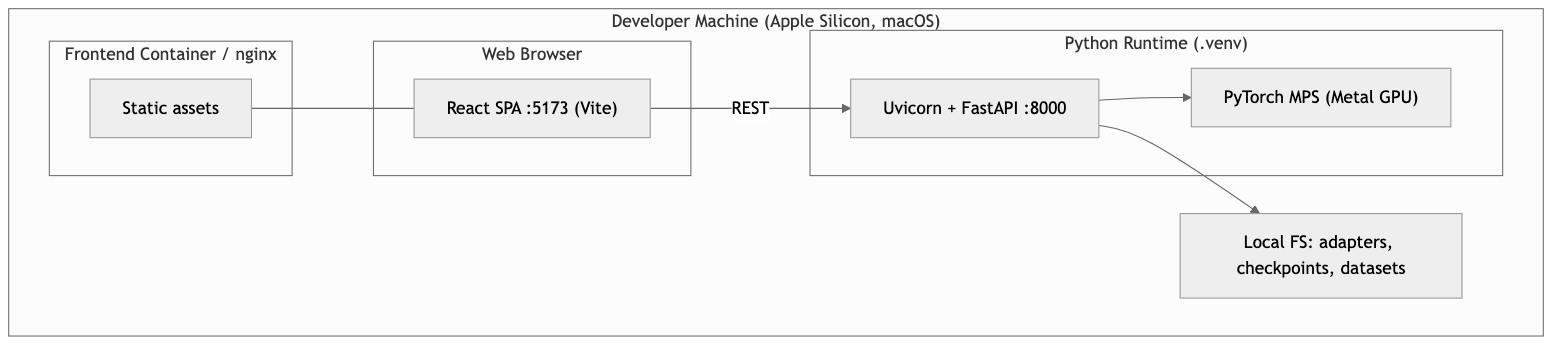 Developer Machine (Apple Silicon, macOS)
Frontend Container / nginx
Static assets
Web Browser
React SPA :5173 (Vite)
REST
Python Runtime (.venv)
Uvicorn + FastAPI :8000
PyTorch MPS (Metal GPU)
Local FS: adapters,
checkpoints, datasets